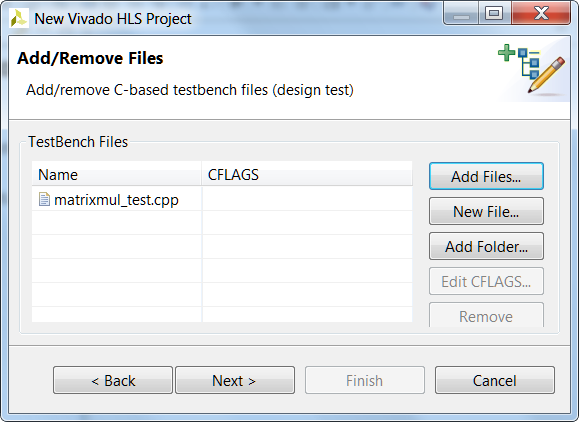 New Vivado HLS Project
Add/Remove Files
Add/remove C-based testbench files (design test)
TestBench Files
Name CFLAGS
matrixmul_test.cpp
Add Files...
New File...
Add Folder...
Edit CFLAGS...
Remove
< Back Next > Finish Cancel